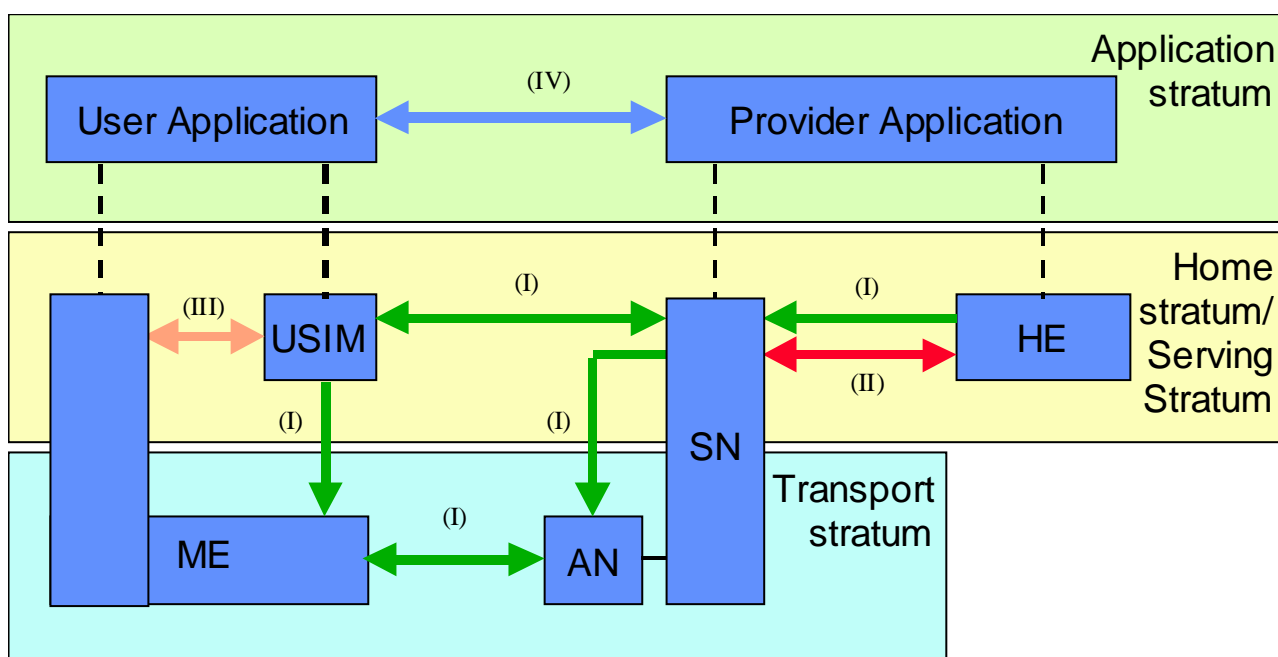 Application
stratum
(IV)
User Application
Provider Application
Home
stratum/
Serving
Stratum
(III)
(I)
(I)
USIM
HE
(II)
(I)
(I)
SN
Transport
stratum
(I)
ME
AN